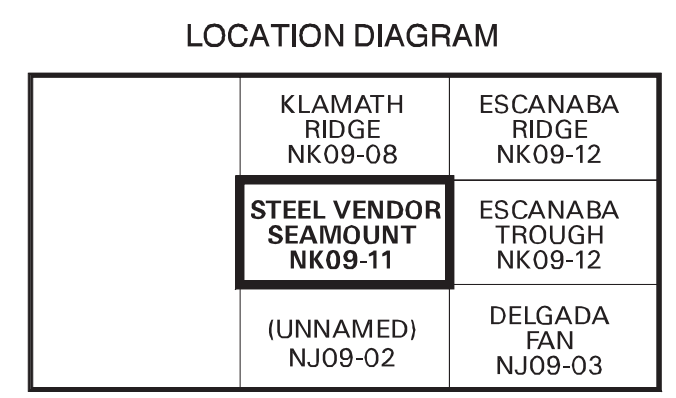 LOCATION DIAGRAM
KLAMATH
RIDGE
NK09-08
ESCANABA
RIDGE
NK09-12
STEEL VENDOR
SEAMOUNT
NK09-11
ESCANABA
TROUGH
NK09-12
(UNNAMED)
NJ09-02
DELGADA
FAN
NJ09-03